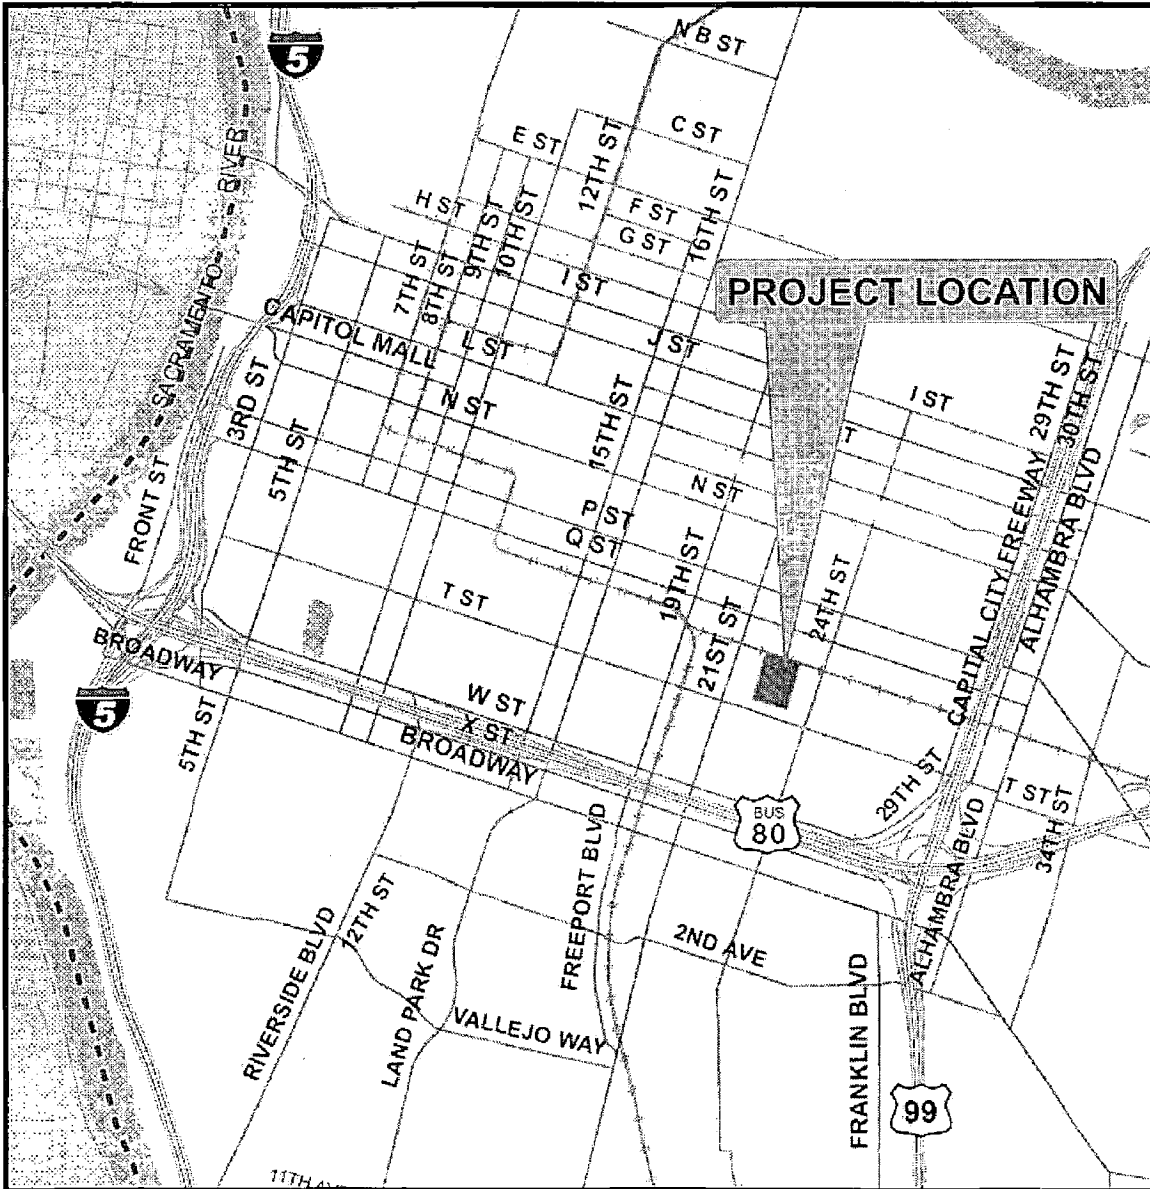 5
N B ST
C ST
E ST
12TH ST
RIVER
16TH ST
H ST
F ST
9TH ST
10TH ST
G ST
7TH ST
8TH ST
I ST
PROJECT LOCATION
SACRAMENTO
CAPITOL MALL
L ST
J ST
3RD ST
N ST
I ST
29TH ST
30TH ST
15TH ST
5TH ST
T
N ST
FRONT ST
P ST
Q ST
CAPITAL CITY FREEWAY
ALHAMBRA BLVD
19TH ST
24TH ST
T ST
21ST ST
BROADWAY
5
W ST
X ST
BROADWAY
5TH ST
29TH ST
T ST
34TH ST
BUS
80
FREEPORT BLVD
ALHAMBRA BLVD
12TH ST
RIVERSIDE BLVD
LAND PARK DR
2ND AVE
FRANKLIN BLVD
VALLEJO WAY
99